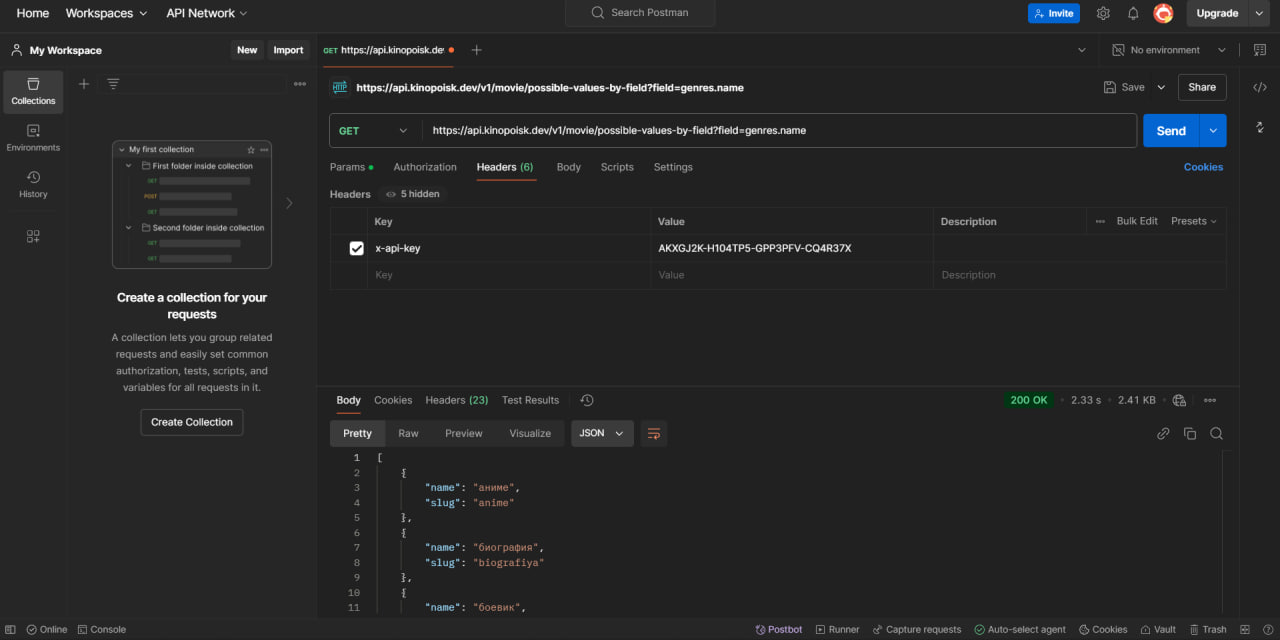 Home Workspaces API Network Search Postman Invite Upgrade
My Workspace New Import GET https://api.kinopoisk.de No environment
Collections
Environments
History
My first collection
First folder inside collection
GET
POST
GET
Second folder inside collection
GET
GET
Create a collection for your
requests
A collection lets you group related
requests and easily set common
authorization, tests, scripts, and
variables for all requests in it.
Create Collection
HTTP https://api.kinopoisk.dev/v1/movie/possible-values-by-field?field=genres.name Save Share
GET https://api.kinopoisk.dev/v1/movie/possible-values-by-field?field=genres.name Send
Params Authorization Headers (6) Body Scripts Settings Cookies
Headers 5 hidden
Key Value Description Bulk Edit Presets
x-api-key AKXGJ2K-H104TP5-GPP3PFV-CQ4R37X
Key Value Description
Body Cookies Headers (23) Test Results 200 OK 2.33 s 2.41 KB
Pretty Raw Preview Visualize JSON
1 [
2 {
3 "name": "аниме",
4 "slug": "anime"
5 },
6 {
7 "name": "биография",
8 "slug": "biografiya"
9 },
10 {
11 "name": "боевик",
Online Console Postbot Runner Capture requests Auto-select agent Cookies Vault Trash